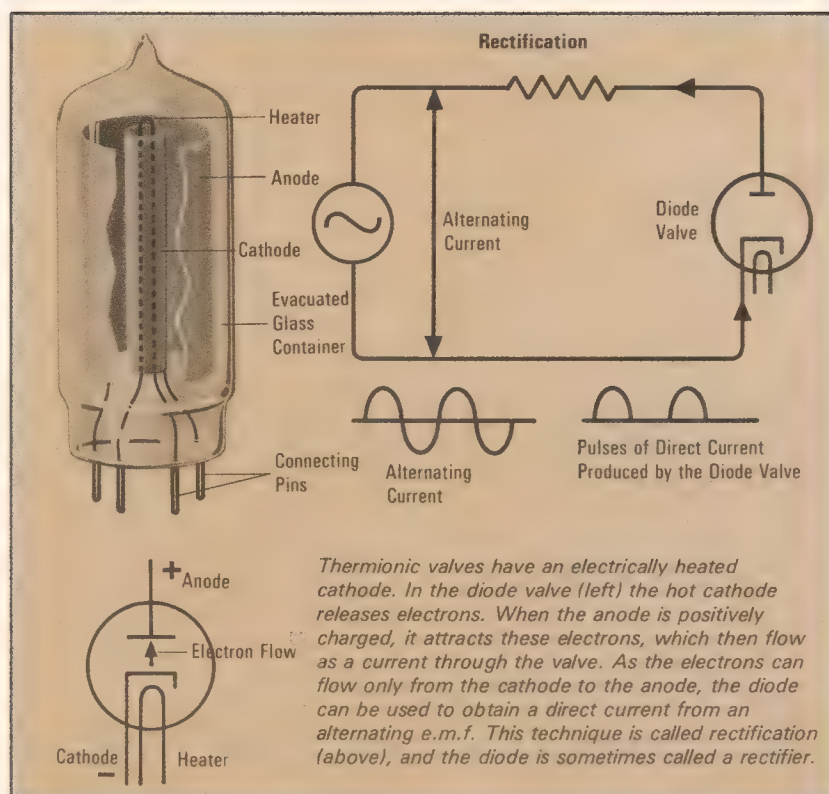 Rectification
Heater
Anode
Cathode
Evacuated
Glass
Container
Connecting
Pins
Alternating
Current
Diode
Valve
Alternating
Current
Pulses of Direct Current
Produced by the Diode Valve
+
Anode
Electron Flow
Cathode
-
Heater
Thermionic valves have an electrically heated
cathode. In the diode valve (left) the hot cathode
releases electrons. When the anode is positively
charged, it attracts these electrons, which then flow
as a current through the valve. As the electrons can
flow only from the cathode to the anode, the diode
can be used to obtain a direct current from an
alternating e.m.f. This technique is called rectification
(above), and the diode is sometimes called a rectifier.